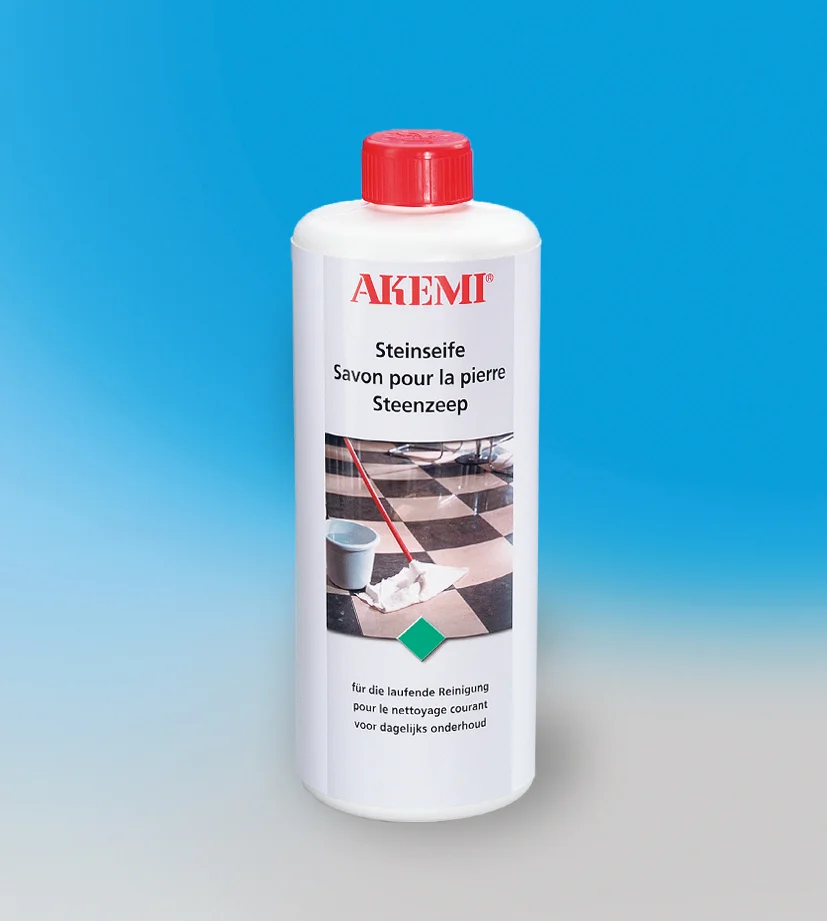 AKEMI®
Steinseife
Savon pour la pierre
Steenzeep
für die laufende Reinigung
pour le nettoyage courant
voor dagelijks onderhoud